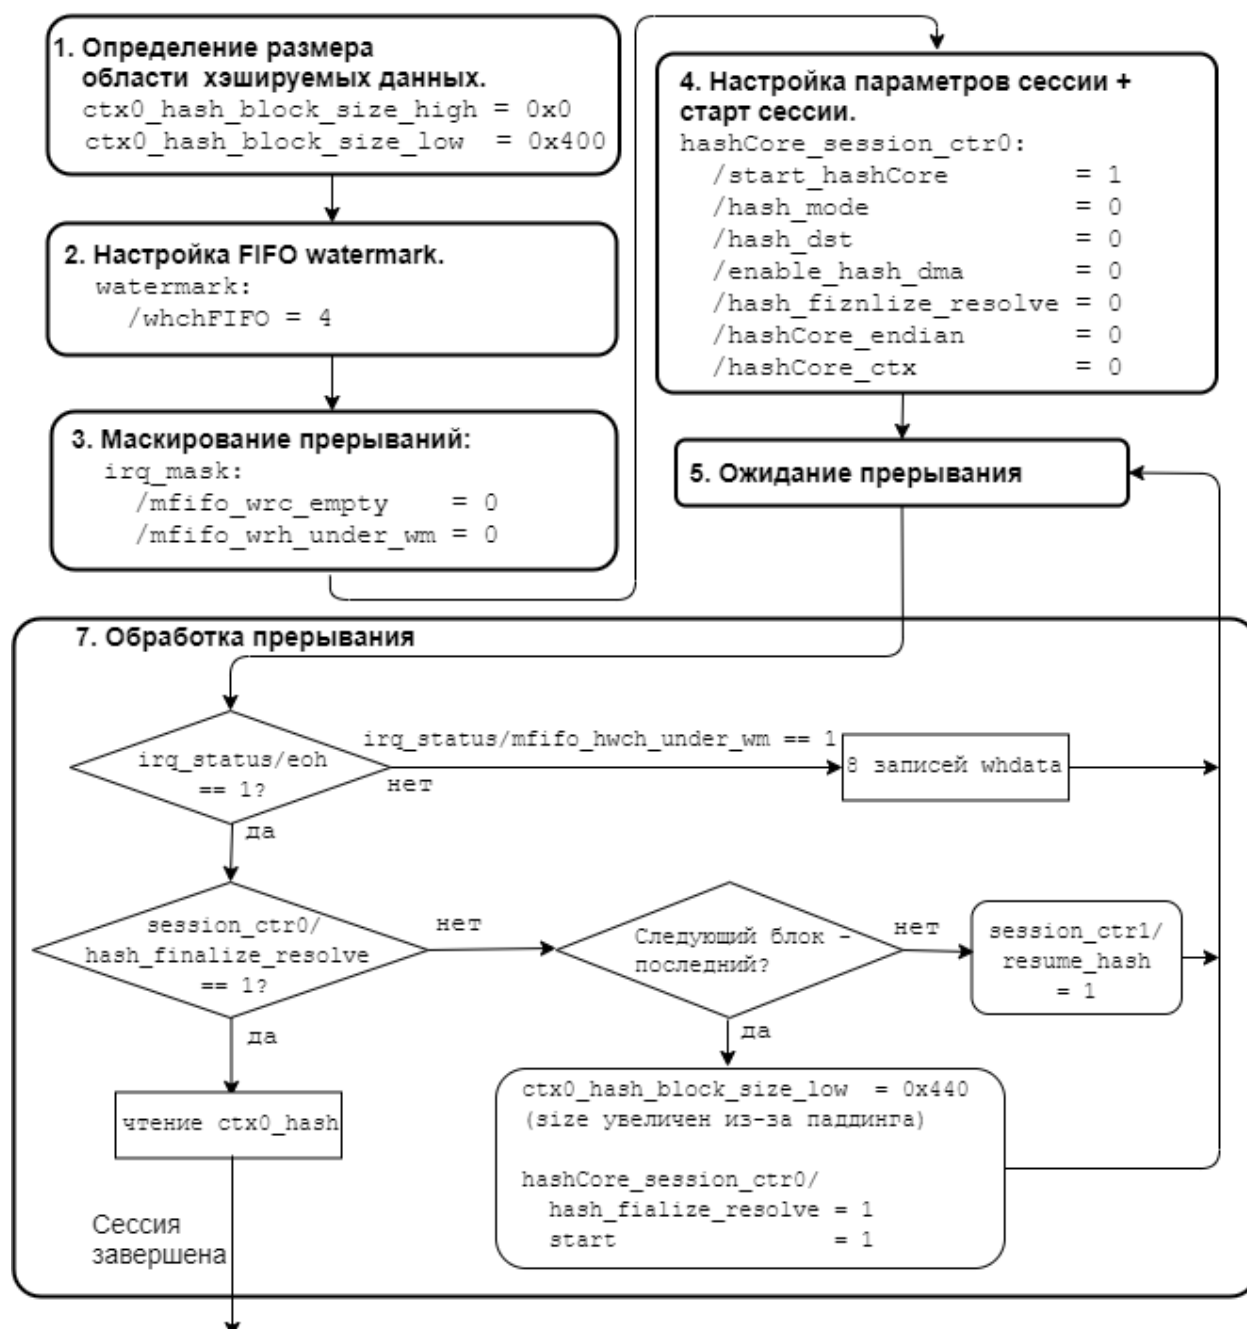 1. Определение размера
области хэшируемых данных.
ctx0_hash_block_size_high = 0x0
ctx0_hash_block_size_low = 0x400
2. Настройка FIFO watermark.
watermark:
/whchFIFO = 4
3. Маскирование прерываний:
irq_mask:
/mfifo_wrc_empty = 0
/mfifo_wrh_under_wm = 0
4. Настройка параметров сессии +
старт сессии.
hashCore_session_ctr0:
/start_hashCore = 1
/hash_mode = 0
/hash_dst = 0
/enable_hash_dma = 0
/hash_fiznlize_resolve = 0
/hashCore_endian = 0
/hashCore_ctx = 0
5. Ожидание прерывания
7. Обработка прерывания
irq_status/eoh
== 1?
irq_status/mfifo_hwch_under_wm == 1
нет
8 записей whdata
да
session_ctr0/
hash_finalize_resolve
== 1?
нет
Следующий блок -
последний?
нет
session_ctr1/
resume_hash
= 1
да
да
чтение ctx0_hash
ctx0_hash_block_size_low = 0x440
(size увеличен из-за паддинга)
hashCore_session_ctr0/
hash_fialize_resolve = 1
start = 1
Сессия
завершена